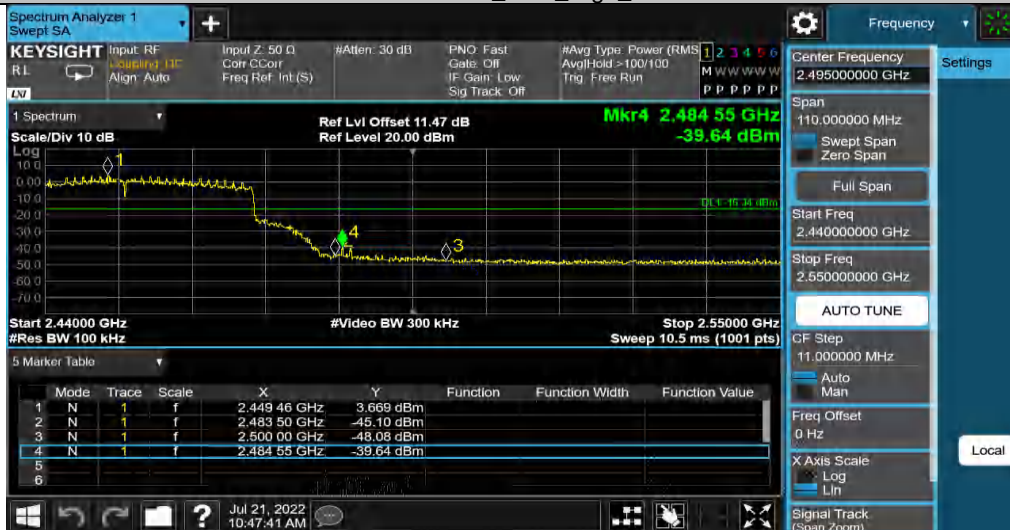 Spectrum Analyzer 1
Swept SA
+
Frequency
KEYSIGHT
RL
LXI
Input: RF
Coupling: DC
Align: Auto
Input Z: 50 Ω
Corr CCorr
Freq Ref: Int (S)
#Atten: 30 dB
PNO: Fast
Gate: Off
IF Gain: Low
Sig Track: Off
#Avg Type: Power (RMS
Avg|Hold >100/100
Trig: Free Run
1 2 3 4 5 6
M W W W W W
P P P P P P
1 Spectrum
Scale/Div 10 dB
Ref Lvl Offset 11.47 dB
Ref Level 20.00 dBm
Mkr4 2.484 55 GHz
-39.64 dBm
Log
10.0
0.00
-10.0
-20.0
-30.0
-40.0
-50.0
-60.0
-70.0
1
4
3
DL1 -16.34 dBm
Start 2.44000 GHz
#Video BW 300 kHz
Stop 2.55000 GHz
#Res BW 100 kHz
Sweep 10.5 ms (1001 pts)
5 Marker Table
Mode Trace Scale X Y Function Function Width Function Value
1 N 1 f 2.449 46 GHz 3.669 dBm
2 N 1 f 2.483 50 GHz -45.10 dBm
3 N 1 f 2.500 00 GHz -48.08 dBm
4 N 1 f 2.484 55 GHz -39.64 dBm
5
6
?
Jul 21, 2022
10:47:41 AM
Center Frequency
2.495000000 GHz
Settings
Span
110.000000 MHz
Swept Span
Zero Span
Full Span
Start Freq
2.440000000 GHz
Stop Freq
2.550000000 GHz
AUTO TUNE
CF Step
11.000000 MHz
Auto
Man
Freq Offset
0 Hz
X Axis Scale
Log
Lin
Local
Signal Track
(Span Zoom)